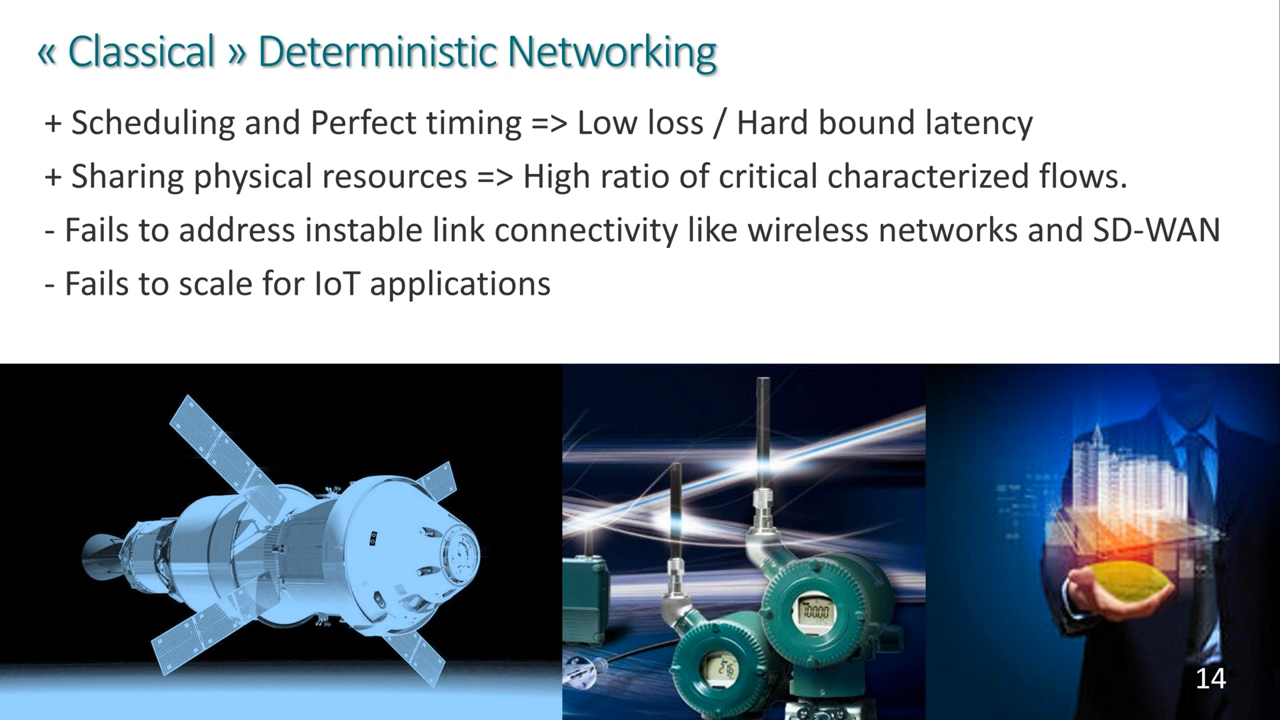 « Classical » Deterministic Networking
+ Scheduling and Perfect timing => Low loss / Hard bound latency
+ Sharing physical resources => High ratio of critical characterized flows.
- Fails to address instable link connectivity like wireless networks and SD-WAN
- Fails to scale for IoT applications
14